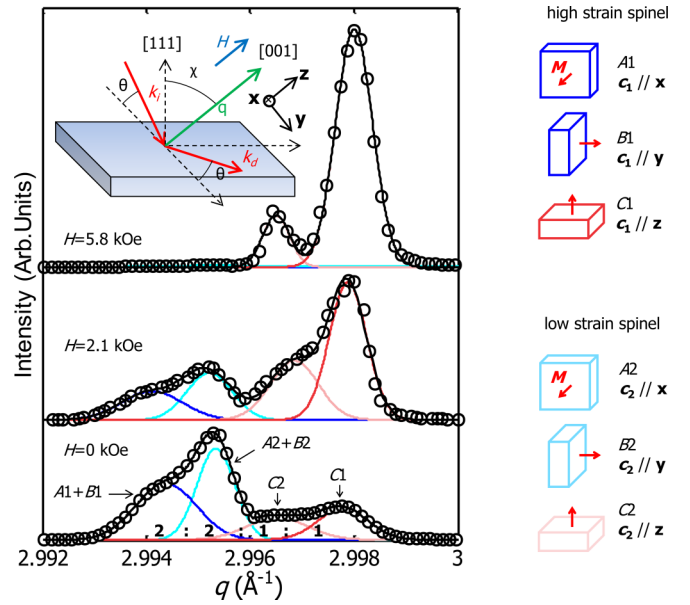 [111]
H
[001]
θ
χ
k_i
q
z
x
y
k_d
θ
H=5.8 kOe
H=2.1 kOe
H=0 kOe
A2+B2
A1+B1
C2
C1
2 : 2 : 1 : 1
2.992
2.994
2.996
2.998
3
q (Å⁻¹)
Intensity (Arb.Units)
high strain spinel
M
A1
c₁ // x
B1
c₁ // y
C1
c₁ // z
low strain spinel
M
A2
c₂ // x
B2
c₂ // y
C2
c₂ // z